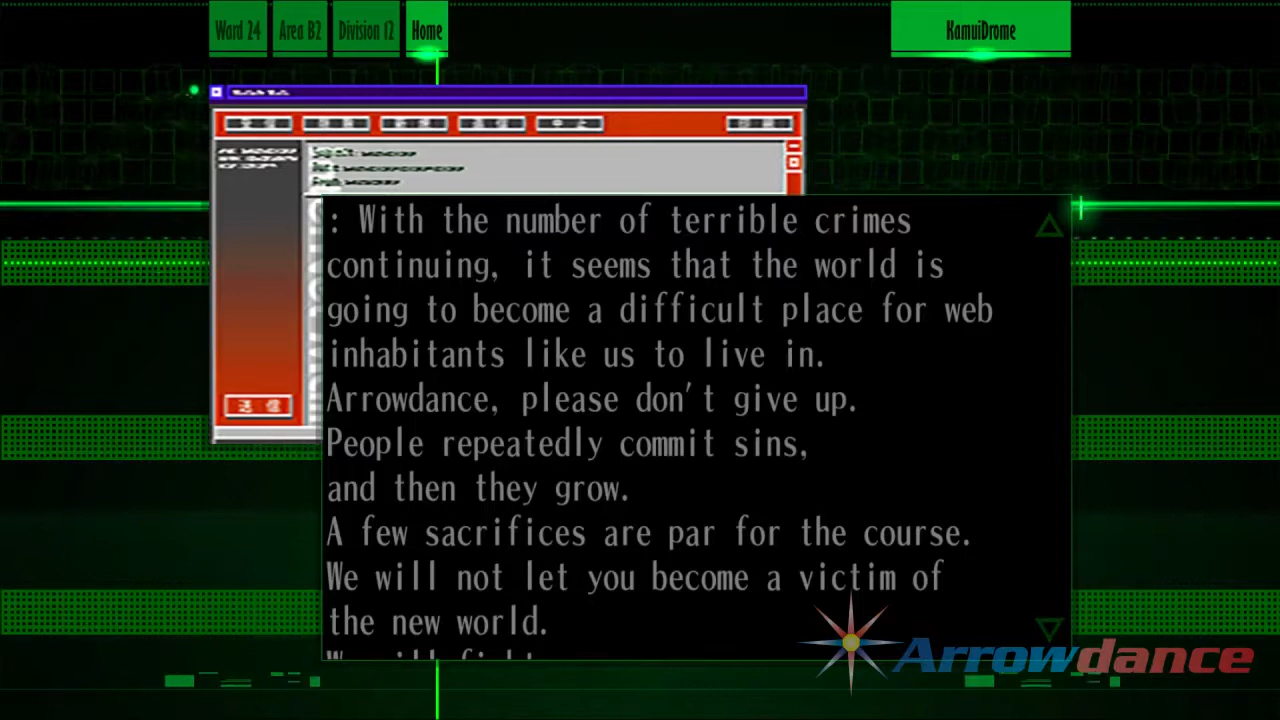 Ward 24
Area B2
Division 12
Home
KamuiDrome
: With the number of terrible crimes
continuing, it seems that the world is
going to become a difficult place for web
inhabitants like us to live in.
Arrowdance, please don't give up.
People repeatedly commit sins,
and then they grow.
A few sacrifices are par for the course.
We will not let you become a victim of
the new world.
送信
Arrowdance